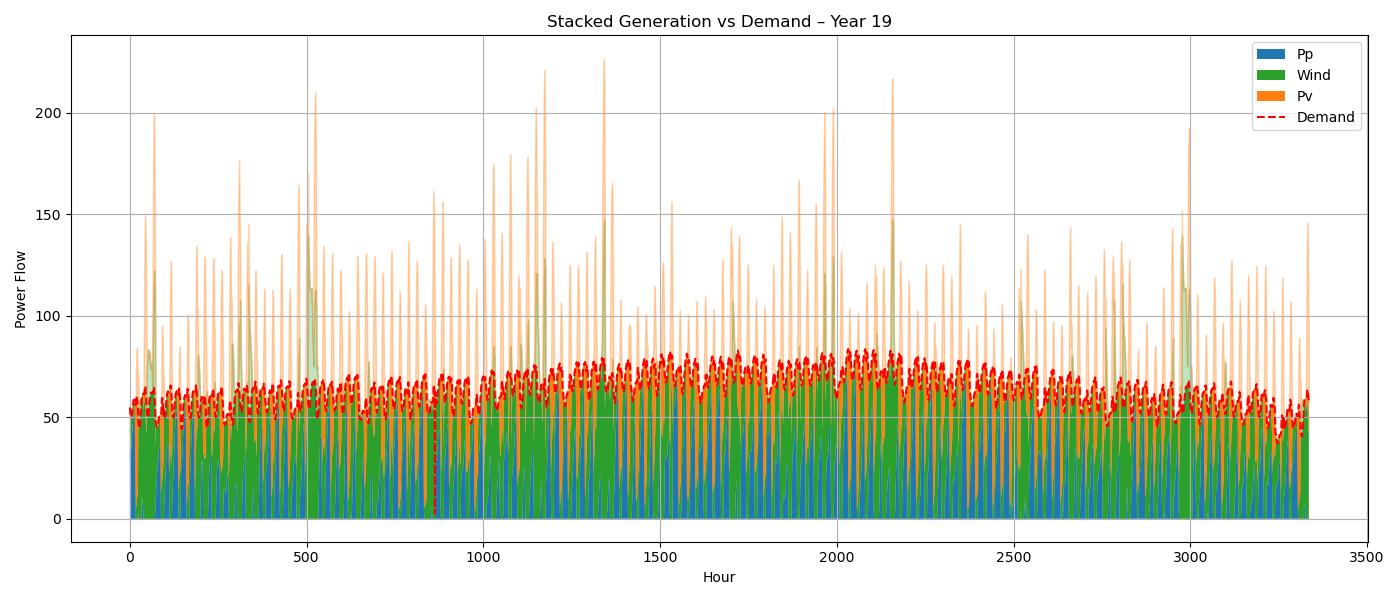 Stacked Generation vs Demand – Year 19
Pp
Wind
Pv
Demand
Power Flow
200
150
100
50
0
0 500 1000 1500 2000 2500 3000 3500
Hour